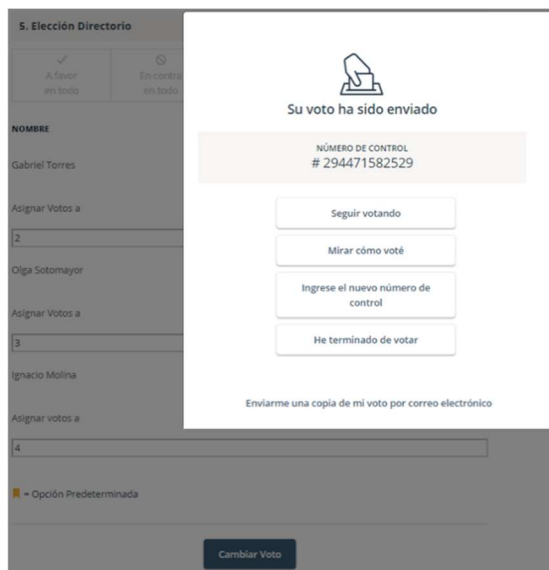 5. Elección Directorio
A favor
en todo
En contra
en todo
NOMBRE
Gabriel Torres
Asignar Votos a
2
Olga Sotomayor
Asignar Votos a
3
Ignacio Molina
Asignar votos a
4
= Opción Predeterminada
Cambiar Voto
Su voto ha sido enviado
NÚMERO DE CONTROL
# 294471582529
Seguir votando
Mirar cómo voté
Ingrese el nuevo número de
control
He terminado de votar
Enviarme una copia de mi voto por correo electrónico